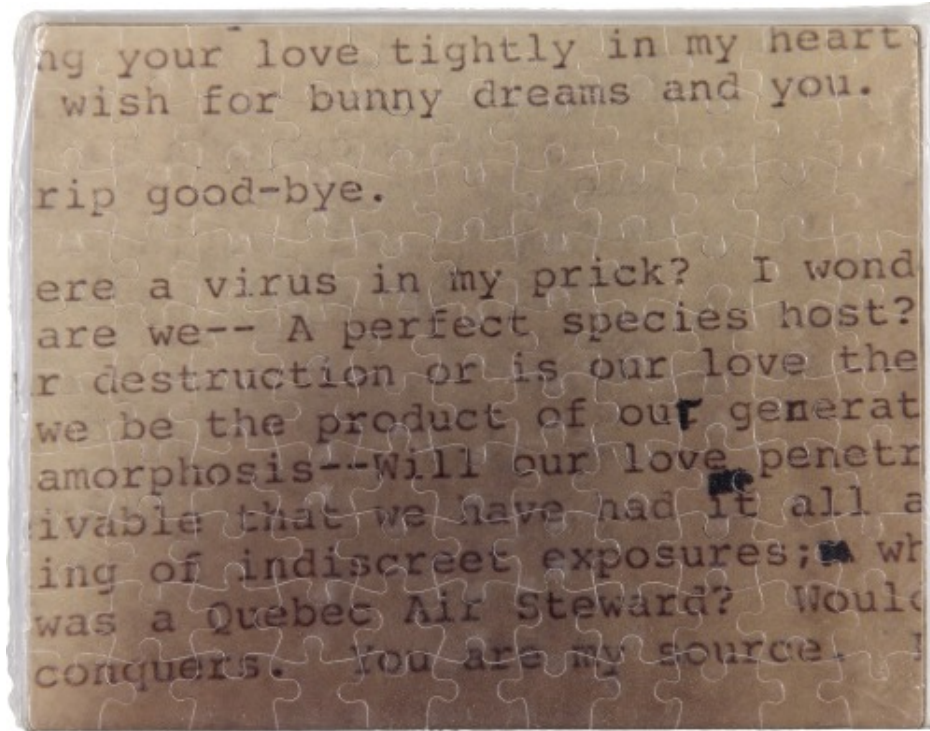 ng your love tightly in my heart
wish for bunny dreams and you.
rip good-bye.
ere a virus in my prick? I wond
are we-- A perfect species host?
r destruction or is our love the
we be the product of our generat
amorphosis--Will our love penetr
ivable that we have had it all a
ing of indiscreet exposures; wh
was a Quebec Air Steward? Would
conquers. You are my source. I